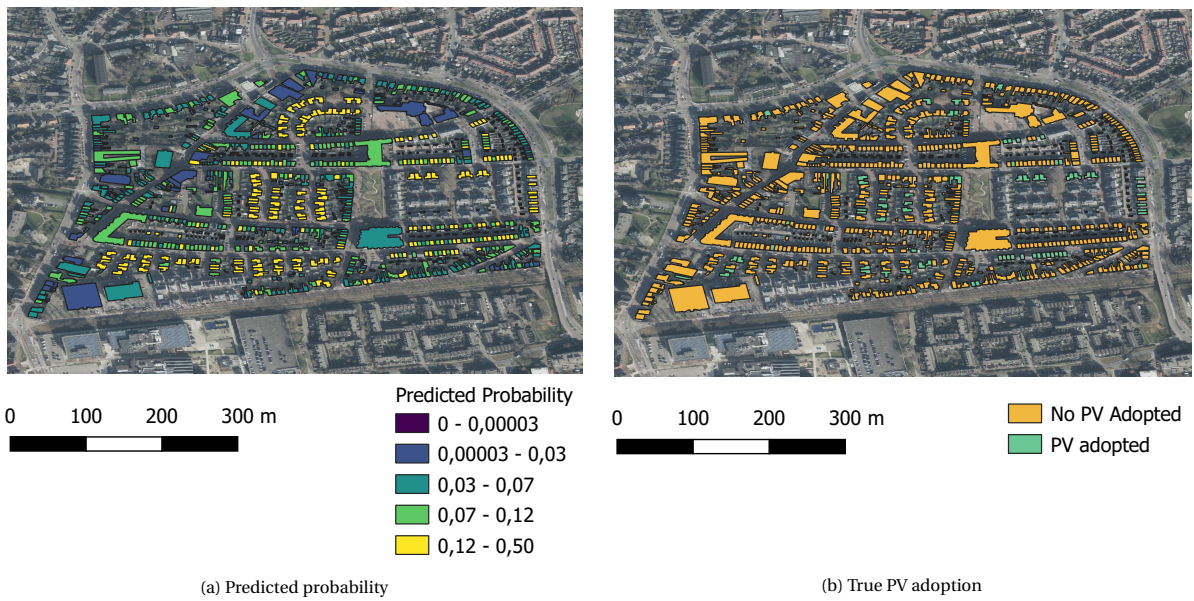 0 100 200 300 m
Predicted Probability
0 - 0,00003
0,00003 - 0,03
0,03 - 0,07
0,07 - 0,12
0,12 - 0,50
(a) Predicted probability
0 100 200 300 m
No PV Adopted
PV adopted
(b) True PV adoption